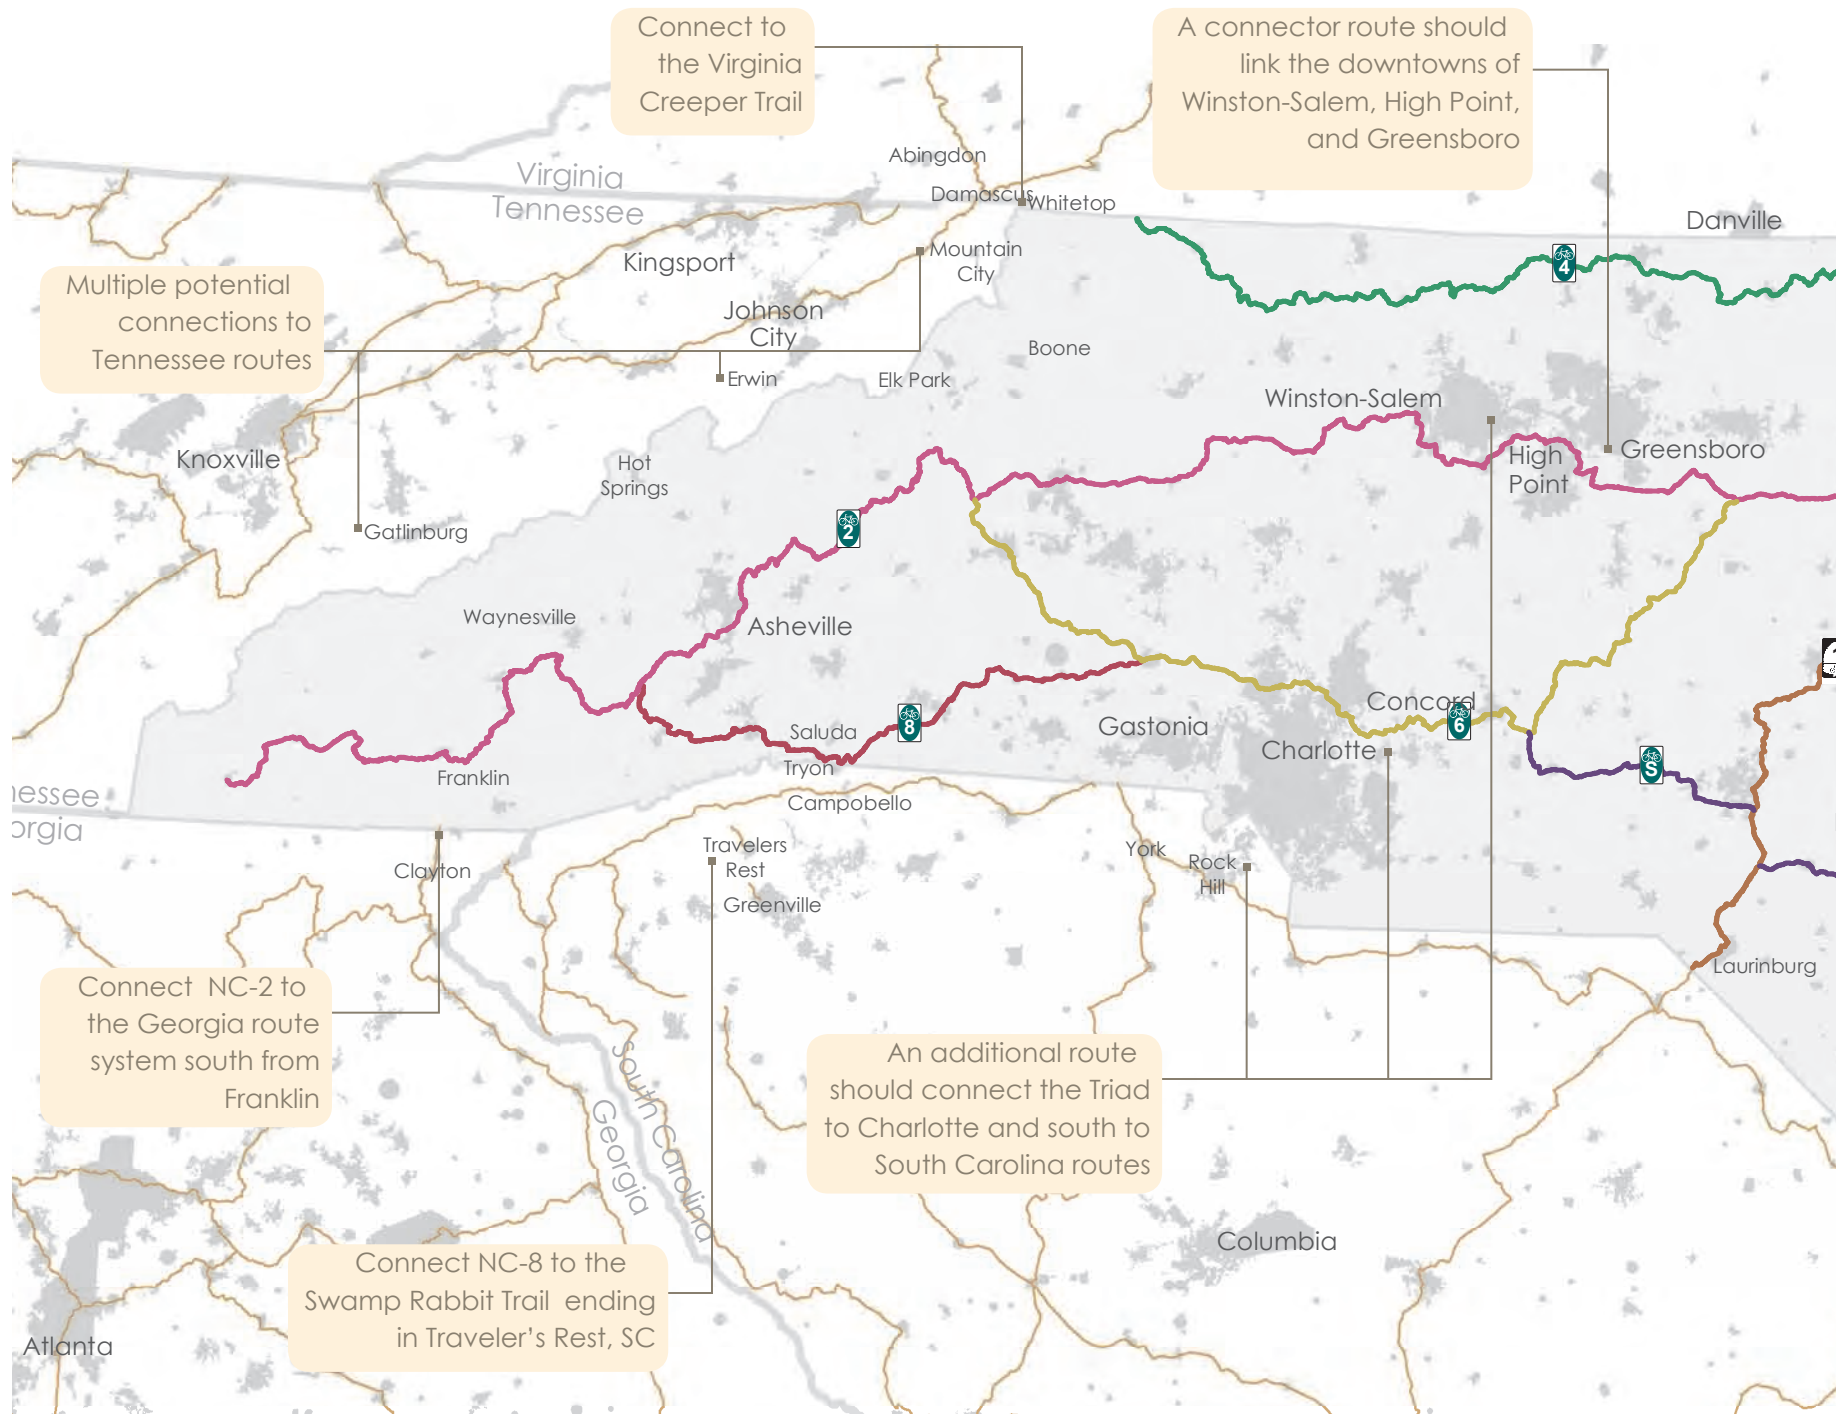 Connect to
the Virginia
Creeper Trail
A connector route should
link the downtowns of
Winston-Salem, High Point,
and Greensboro
Abingdon
Virginia
Tennessee
Damascus
Whitetop
Danville
Kingsport
Mountain
City
4
Multiple potential
connections to
Tennessee routes
Johnson
City
Boone
Erwin
Elk Park
Winston-Salem
Knoxville
Hot
Springs
High
Point
Greensboro
Gatlinburg
2
Waynesville
Asheville
Concord
6
8
Saluda
Gastonia
Charlotte
Tryon
S
Franklin
nessee
orgia
Campobello
Clayton
Travelers
Rest
York
Rock
Hill
Greenville
Laurinburg
Connect NC-2 to
the Georgia route
system south from
Franklin
South Carolina
Georgia
An additional route
should connect the Triad
to Charlotte and south to
South Carolina routes
Columbia
Connect NC-8 to the
Swamp Rabbit Trail ending
in Traveler's Rest, SC
Atlanta